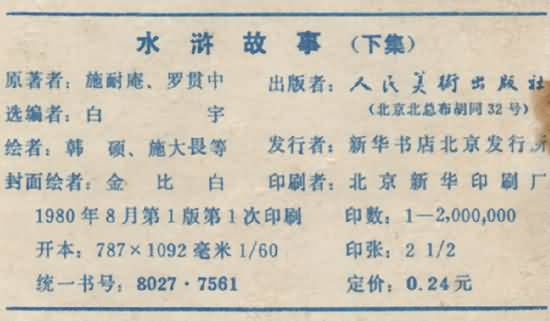 水浒故事（下集）
原著者：施耐庵、罗贯中
选编者：白　宇
绘者：韩　硕、施大畏等
封面绘者：金　比　白
1980年8月第1版第1次印刷
开本：787×1092毫米1/60
统一书号：8027·7561
出版者：人民美術出版社
（北京北总布胡同32号）
发行者：新华书店北京发行所
印刷者：北京新华印刷厂
印数：1—2,000,000
印张：2 1/2
定价：0.24元